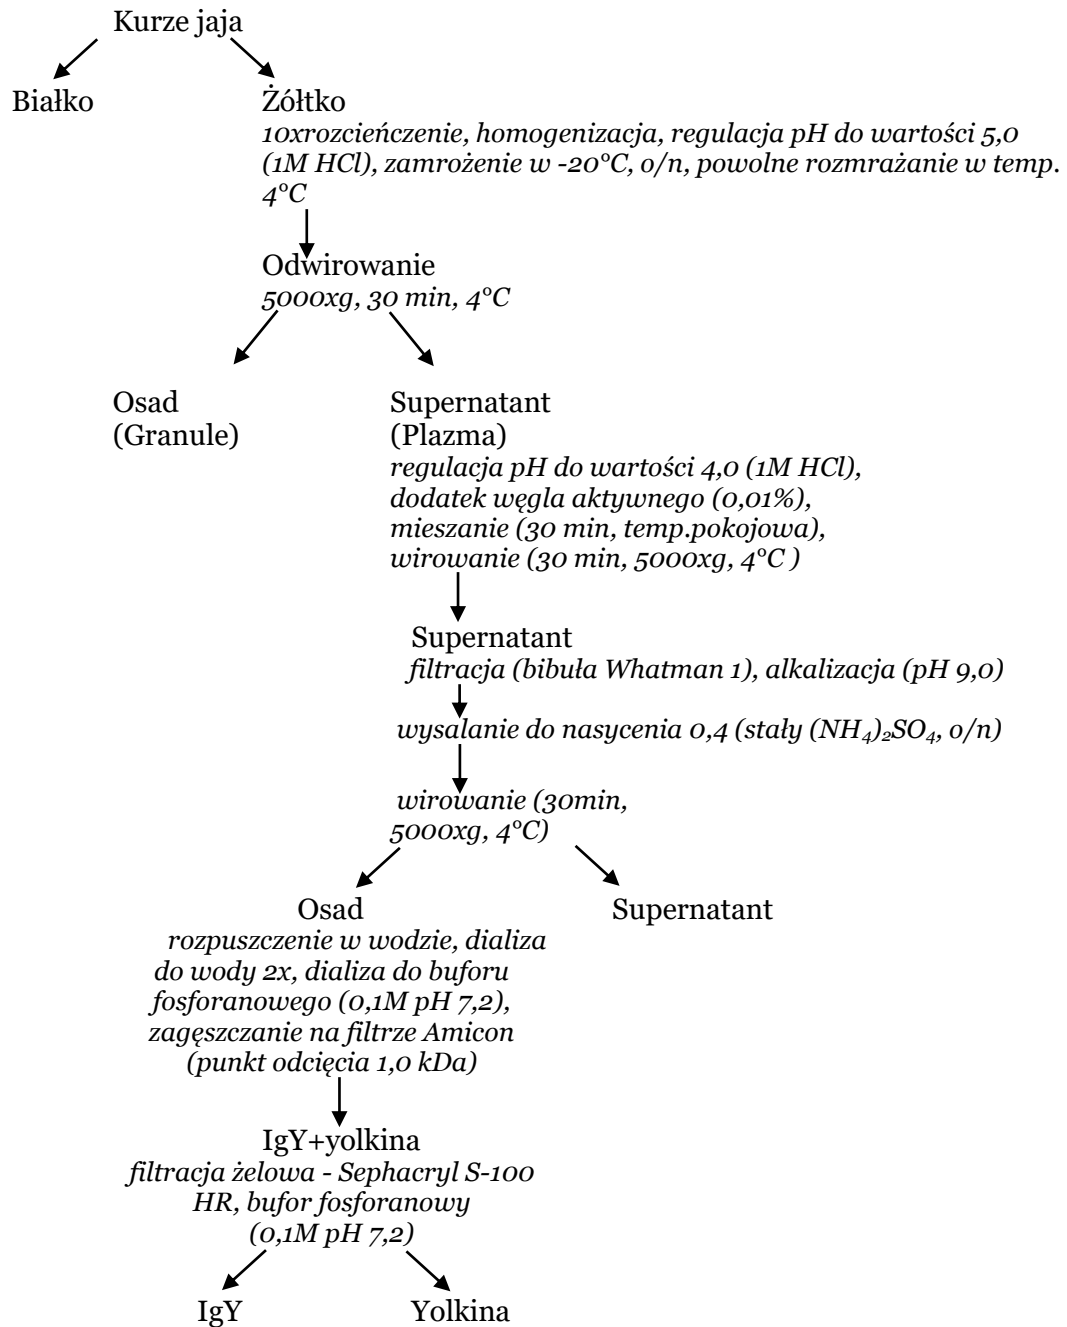 Kurze jaja
Białko
Żółtko
10xrozcieńczenie, homogenizacja, regulacja pH do wartości 5,0
(1M HCl), zamrożenie w -20°C, o/n, powolne rozmrażanie w temp.
4°C
Odwirowanie
5000xg, 30 min, 4°C
Osad
(Granule)
Supernatant
(Plazma)
regulacja pH do wartości 4,0 (1M HCl),
dodatek węgla aktywnego (0,01%),
mieszanie (30 min, temp.pokojowa),
wirowanie (30 min, 5000xg, 4°C )
Supernatant
filtracja (bibuła Whatman 1), alkalizacja (pH 9,0)
wysalanie do nasycenia 0,4 (stały (NH₄)₂SO₄, o/n)
wirowanie (30min,
5000xg, 4°C)
Osad
Supernatant
rozpuszczenie w wodzie, dializa
do wody 2x, dializa do buforu
fosforanowego (0,1M pH 7,2),
zagęszczanie na filtrze Amicon
(punkt odcięcia 1,0 kDa)
IgY+yolkina
filtracja żelowa - Sephacryl S-100
HR, bufor fosforanowy
(0,1M pH 7,2)
IgY
Yolkina